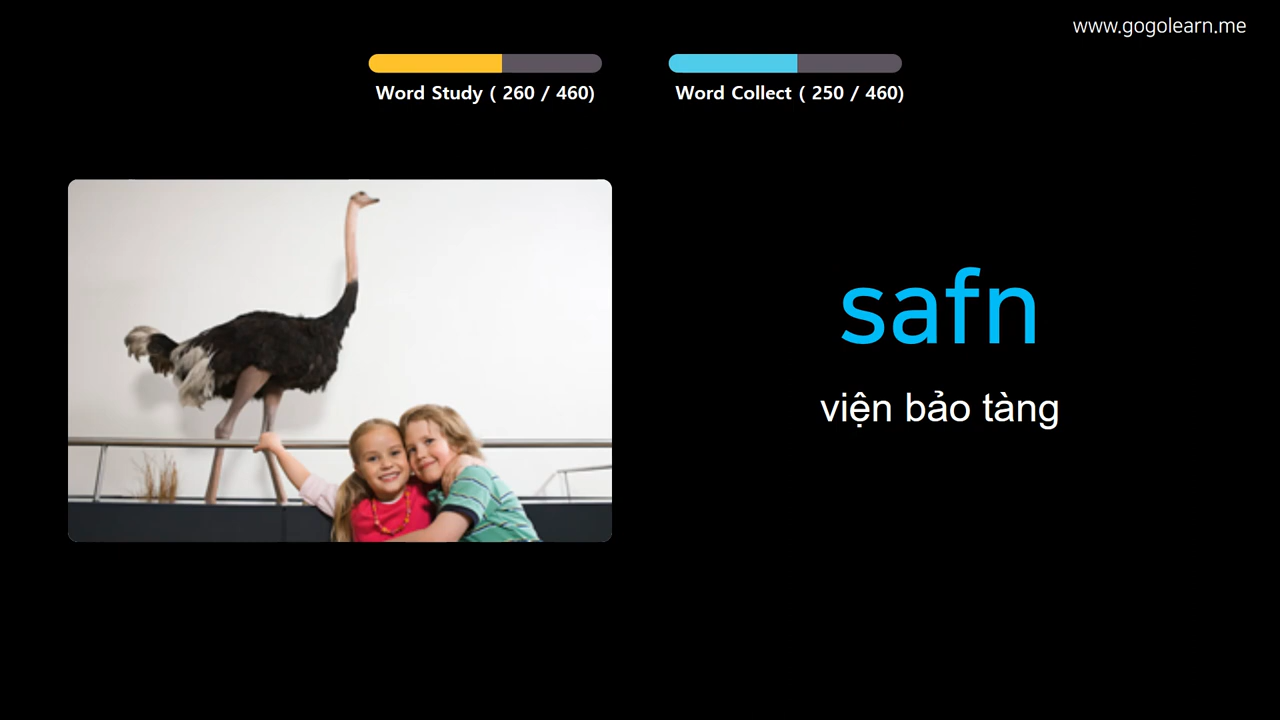 www.gogolearn.me
Word Study ( 260 / 460)
Word Collect ( 250 / 460)
safn
viện bảo tàng